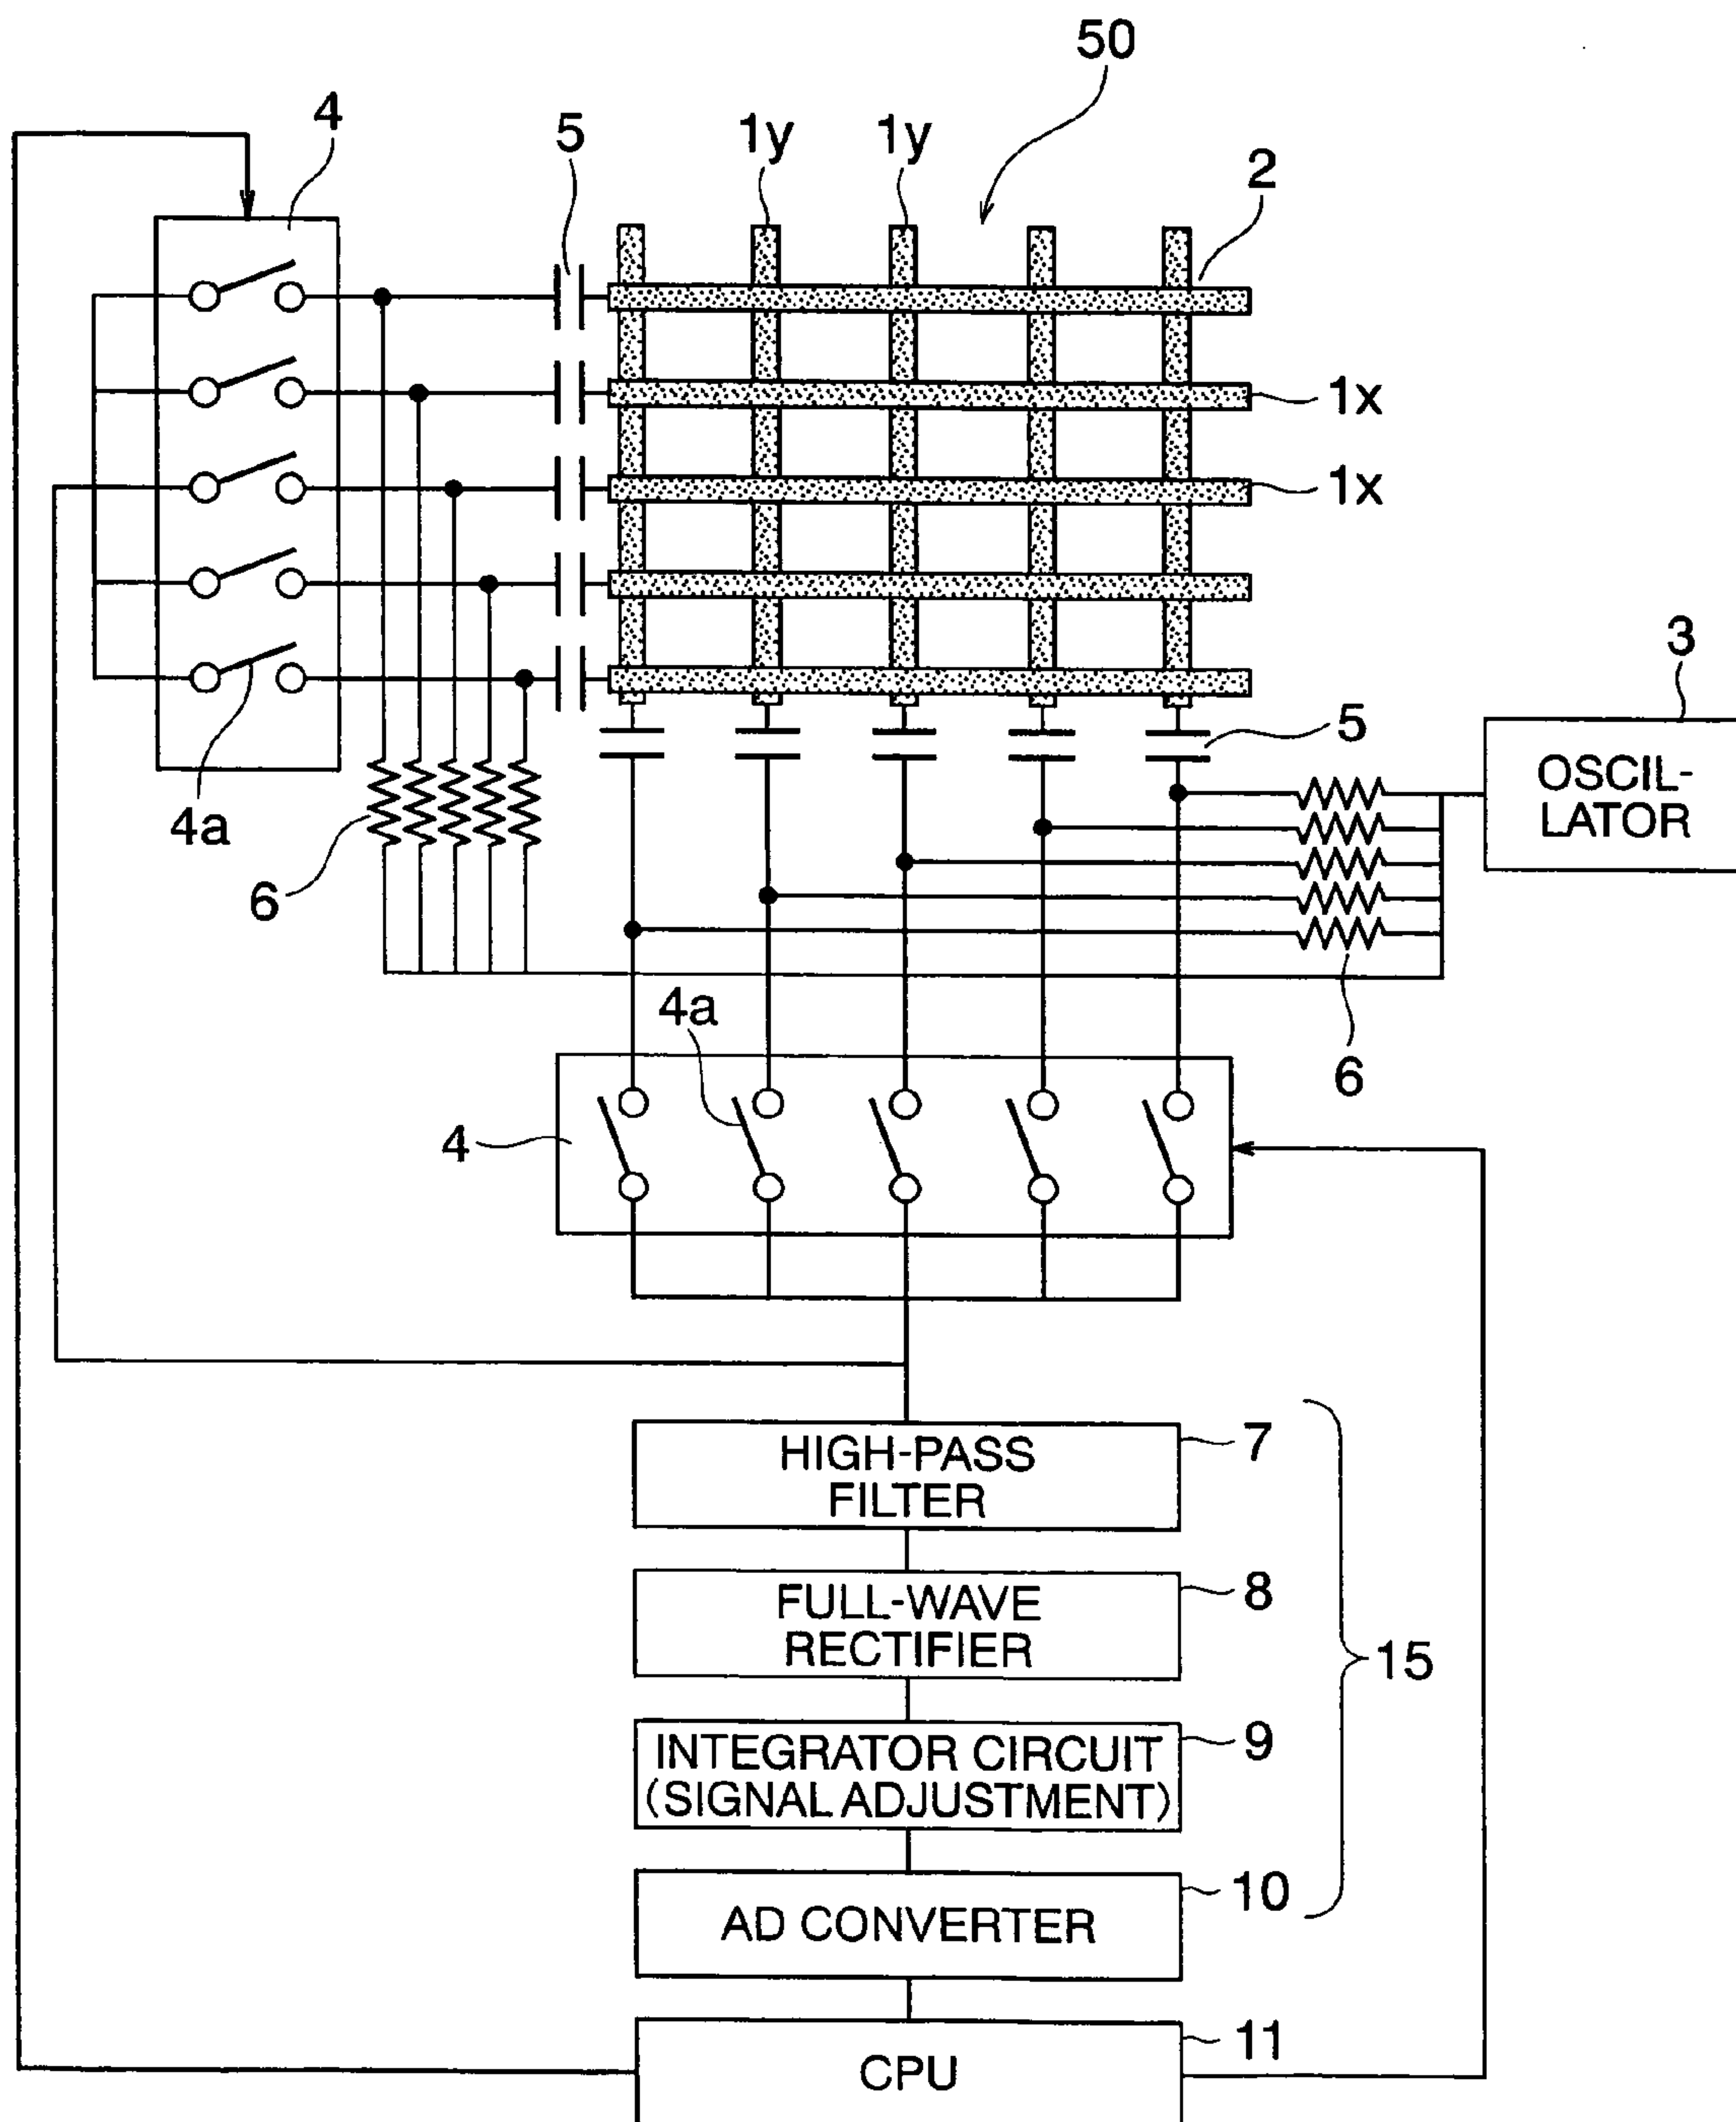 50
4
5
1y
1y
2
1x
1x
3
OSCIL-
LATOR
5
4a
6
4a
6
4
HIGH-PASS
FILTER
7
FULL-WAVE
RECTIFIER
8
15
INTEGRATOR CIRCUIT
(SIGNAL ADJUSTMENT)
9
AD CONVERTER
10
CPU
11